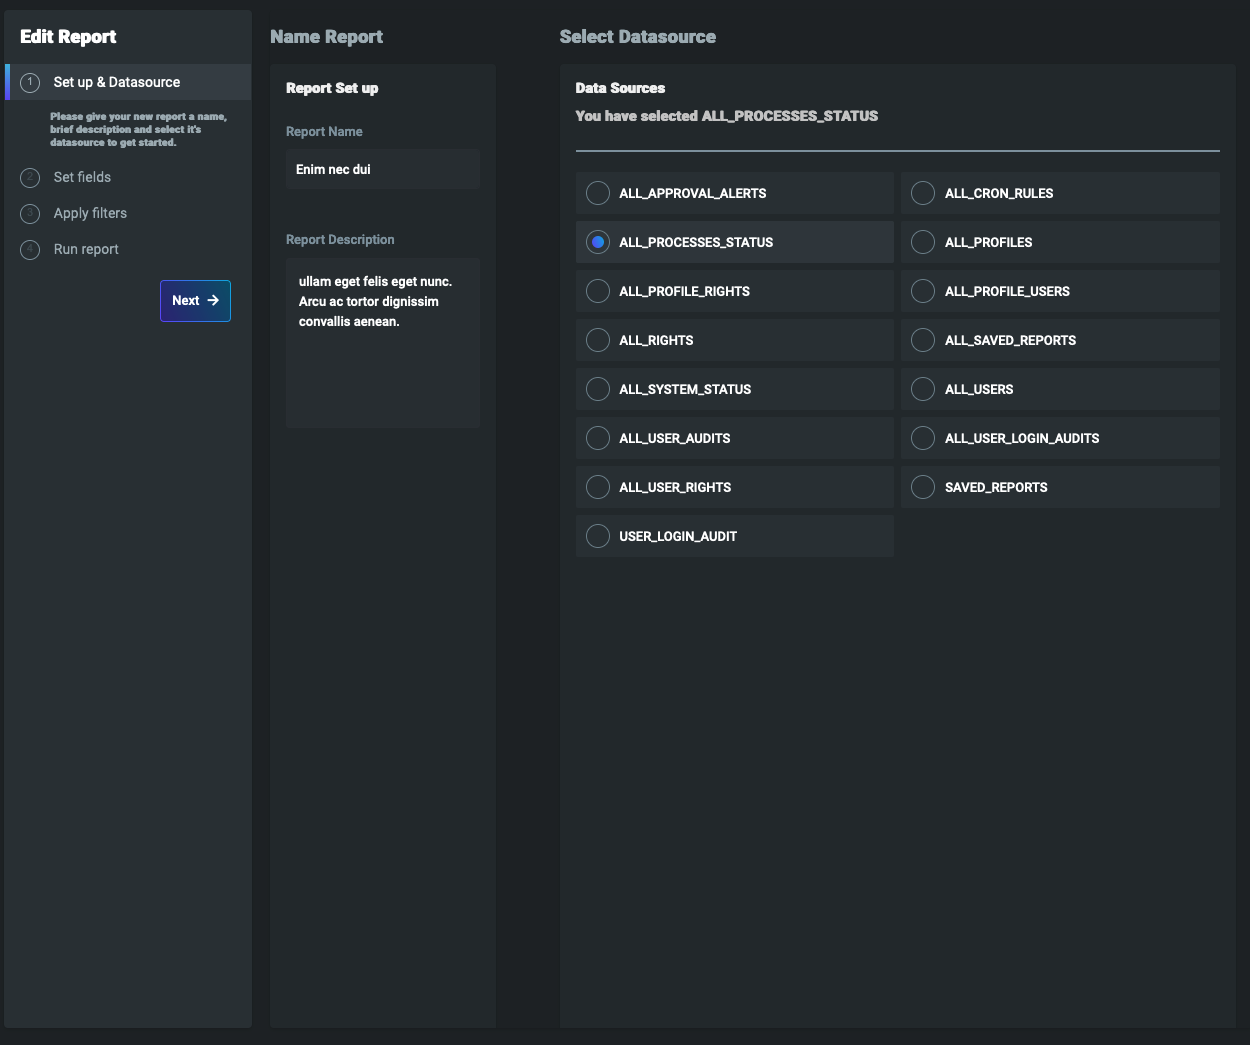 Edit Report
1 Set up & Datasource
Please give your new report a name,
brief description and select it's
datasource to get started.
2 Set fields
3 Apply filters
4 Run report
Next →
Name Report
Report Set up
Report Name
Enim nec dui
Report Description
ullam eget felis eget nunc.
Arcu ac tortor dignissim
convallis aenean.
Select Datasource
Data Sources
You have selected ALL_PROCESSES_STATUS
ALL_APPROVAL_ALERTS
ALL_CRON_RULES
ALL_PROCESSES_STATUS
ALL_PROFILES
ALL_PROFILE_RIGHTS
ALL_PROFILE_USERS
ALL_RIGHTS
ALL_SAVED_REPORTS
ALL_SYSTEM_STATUS
ALL_USERS
ALL_USER_AUDITS
ALL_USER_LOGIN_AUDITS
ALL_USER_RIGHTS
SAVED_REPORTS
USER_LOGIN_AUDIT